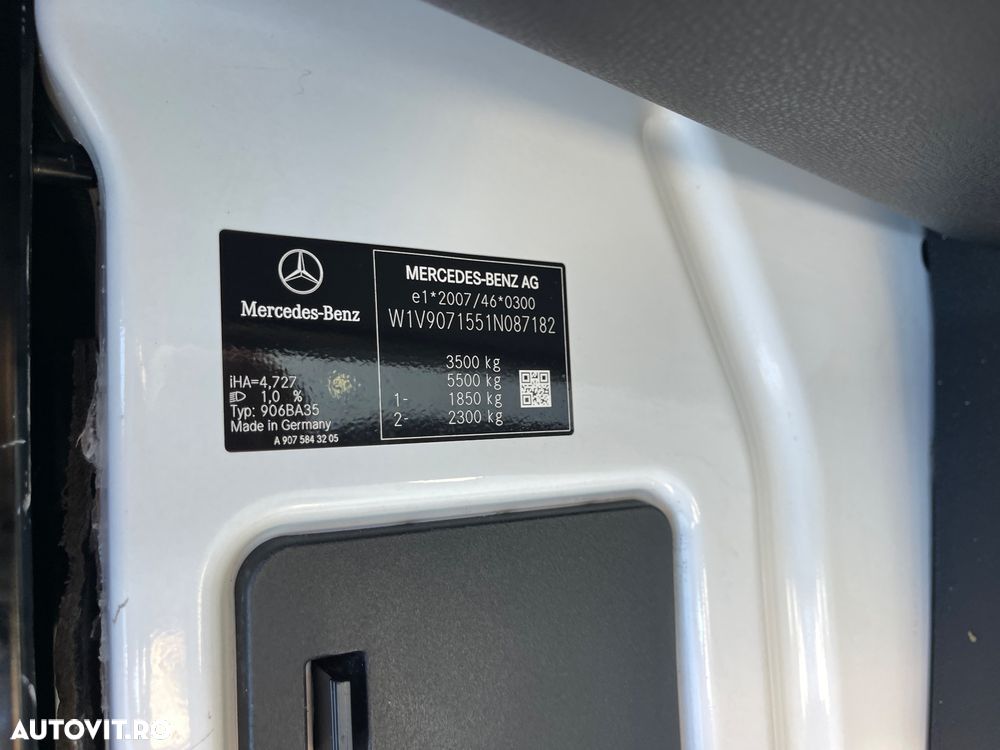 Mercedes-Benz
iHA=4,727
1,0 %
Typ: 906BA35
Made in Germany
A 907 584 32 05
MERCEDES-BENZ AG
e1*2007/46*0300
W1V9071551N087182
3500 kg
5500 kg
1- 1850 kg
2- 2300 kg
AUTOVIT.RO